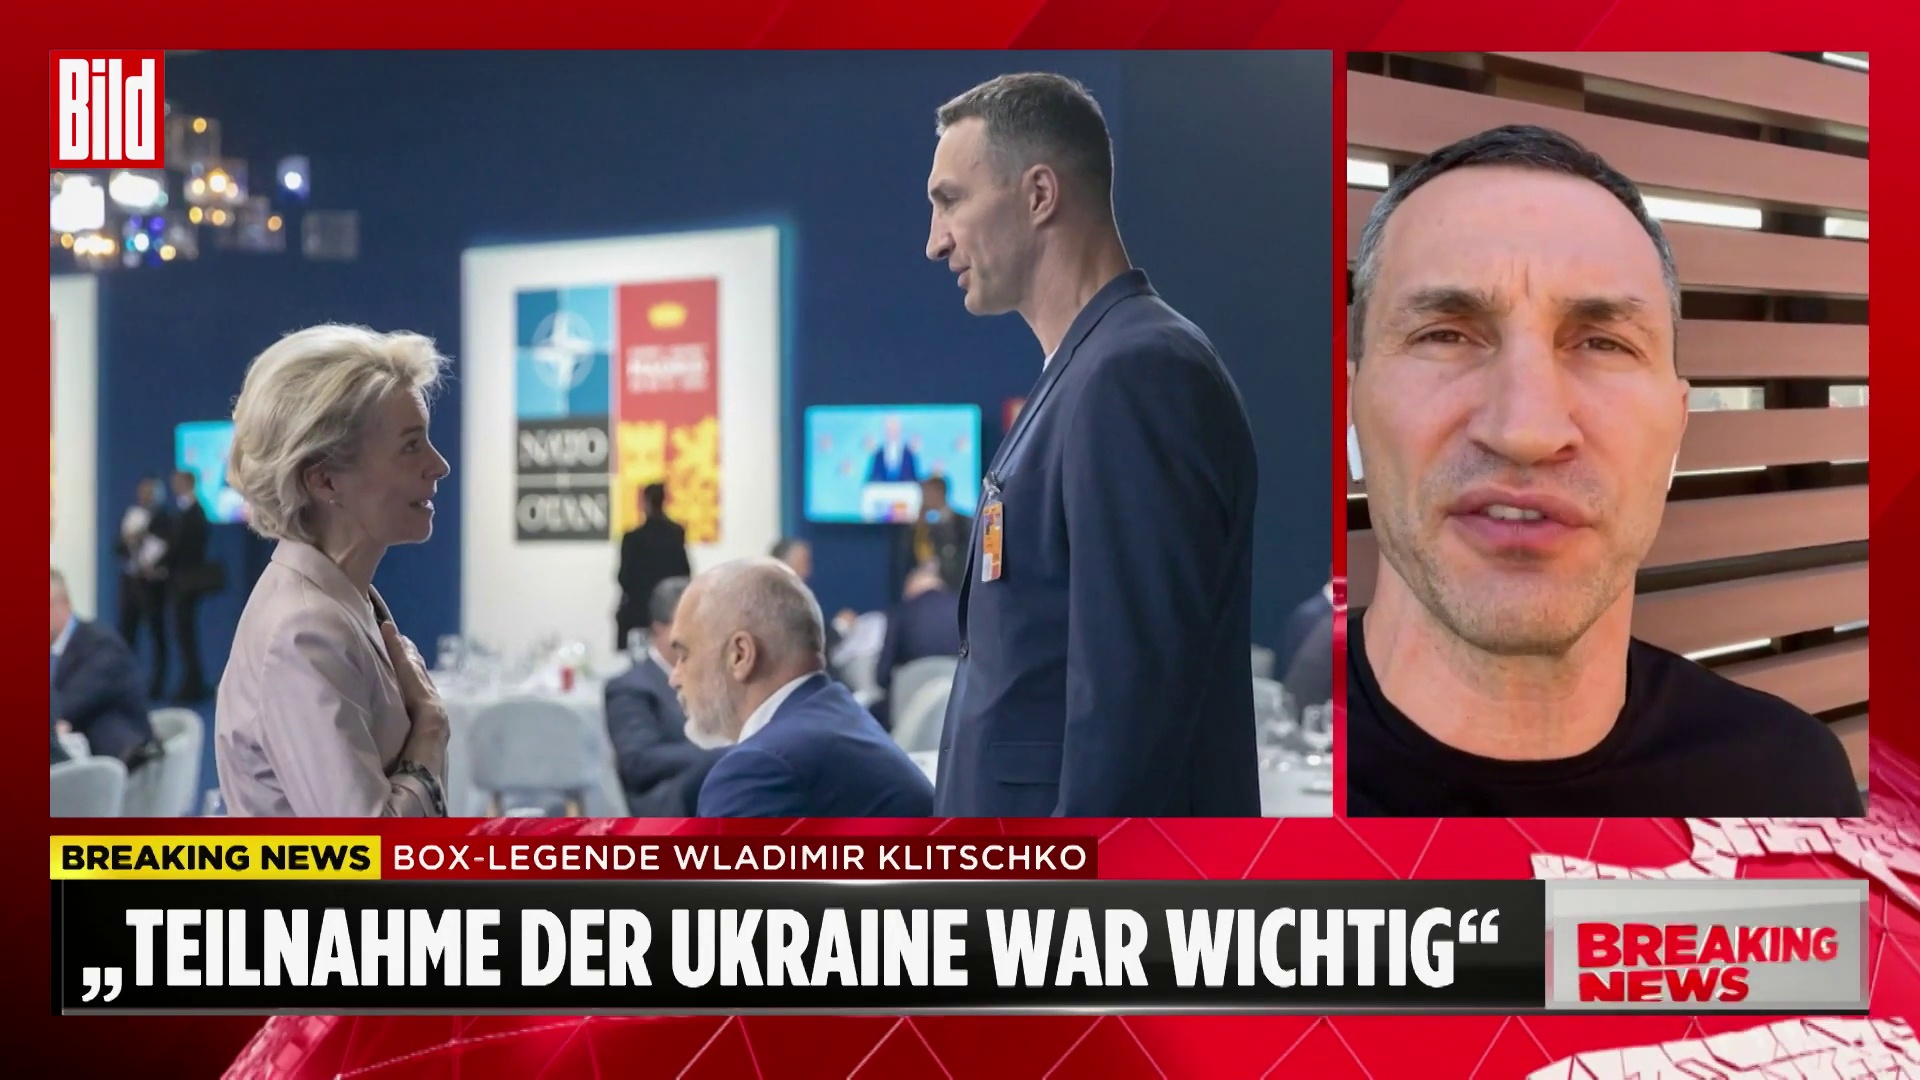 Bild
NATO
OTAN
BREAKING NEWS BOX-LEGENDE WLADIMIR KLITSCHKO
„TEILNAHME DER UKRAINE WAR WICHTIG“
BREAKING
NEWS